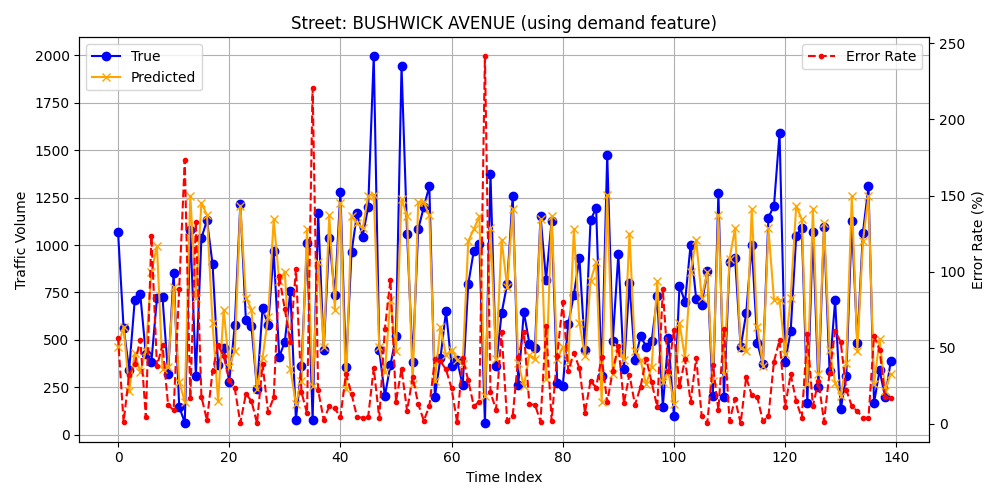 Street: BUSHWICK AVENUE (using demand feature)
True
Predicted
Error Rate
Traffic Volume
2000
1750
1500
1250
1000
750
500
250
0
250
200
150
100
50
0
Error Rate (%)
0 20 40 60 80 100 120 140
Time Index